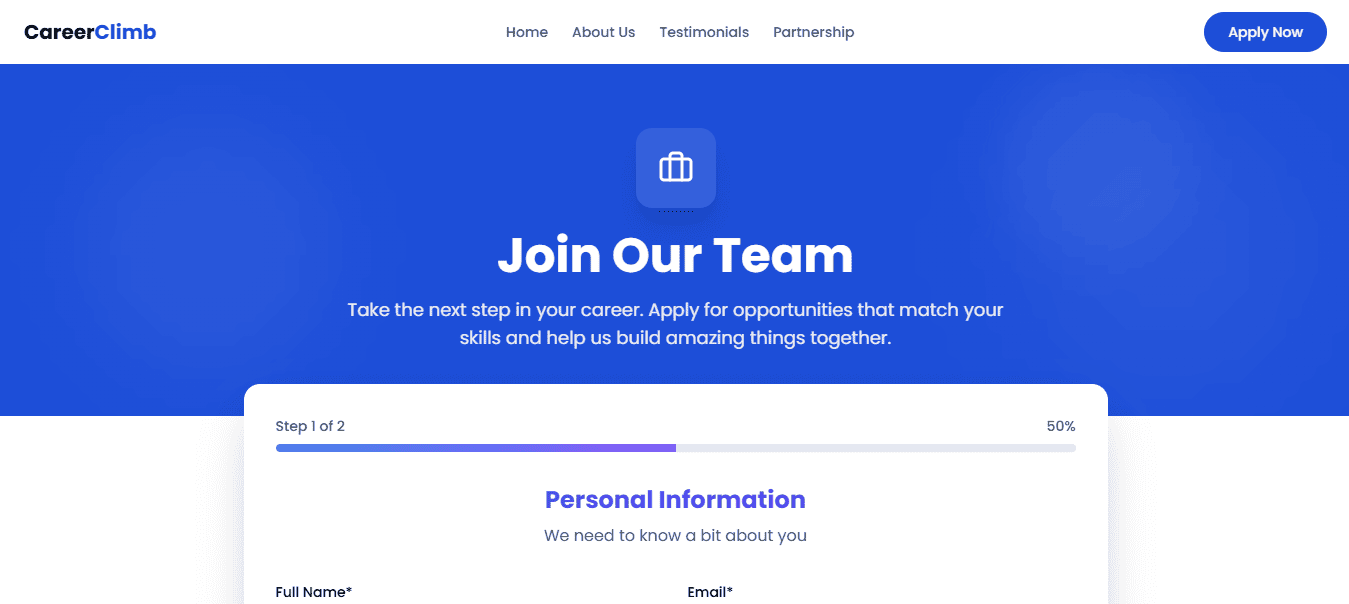 CareerClimb
Home About Us Testimonials Partnership
Apply Now
Join Our Team
Take the next step in your career. Apply for opportunities that match your
skills and help us build amazing things together.
Step 1 of 2 50%
Personal Information
We need to know a bit about you
Full Name* Email*